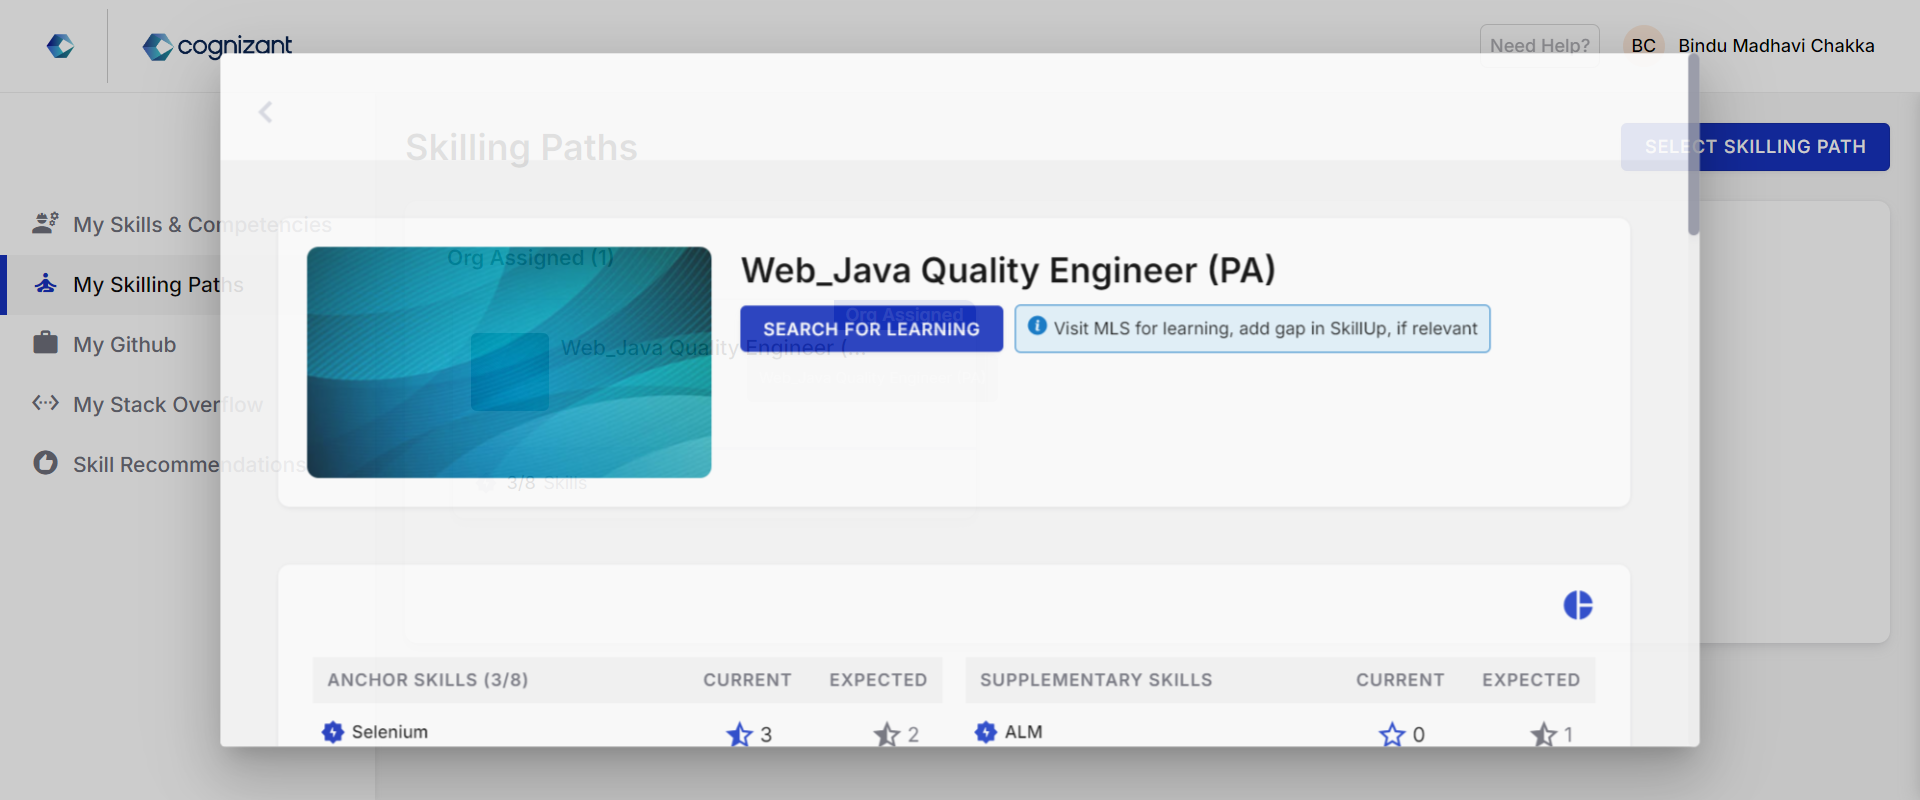 cognizant
Need Help?
BC
Bindu Madhavi Chakka
Skilling Paths
SELECT SKILLING PATH
My Skills & Competencies
My Skilling Paths
My Github
My Stack Overflow
Skill Recommendations
Org Assigned (1)
Web_Java Quality Engineer (PA)
Org Assigned
SEARCH FOR LEARNING
Visit MLS for learning, add gap in SkillUp, if relevant
Web_Java Quality Engineer (...
3/8 Skills
ANCHOR SKILLS (3/8) CURRENT EXPECTED
Selenium 3 2
SUPPLEMENTARY SKILLS CURRENT EXPECTED
ALM 0 1